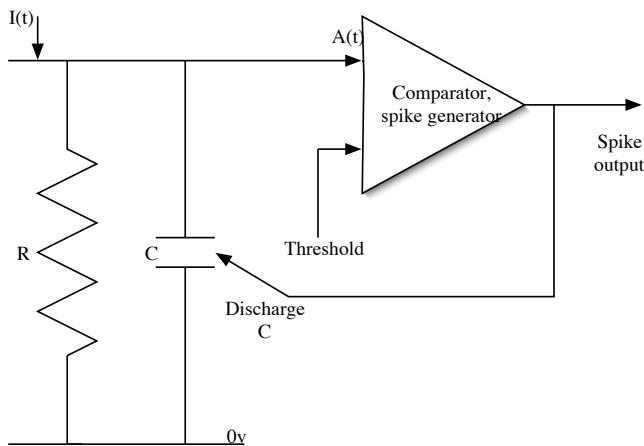 I(t)
A(t)
Comparator,
spike generator
Spike
output
Threshold
R
C
Discharge
C
0v